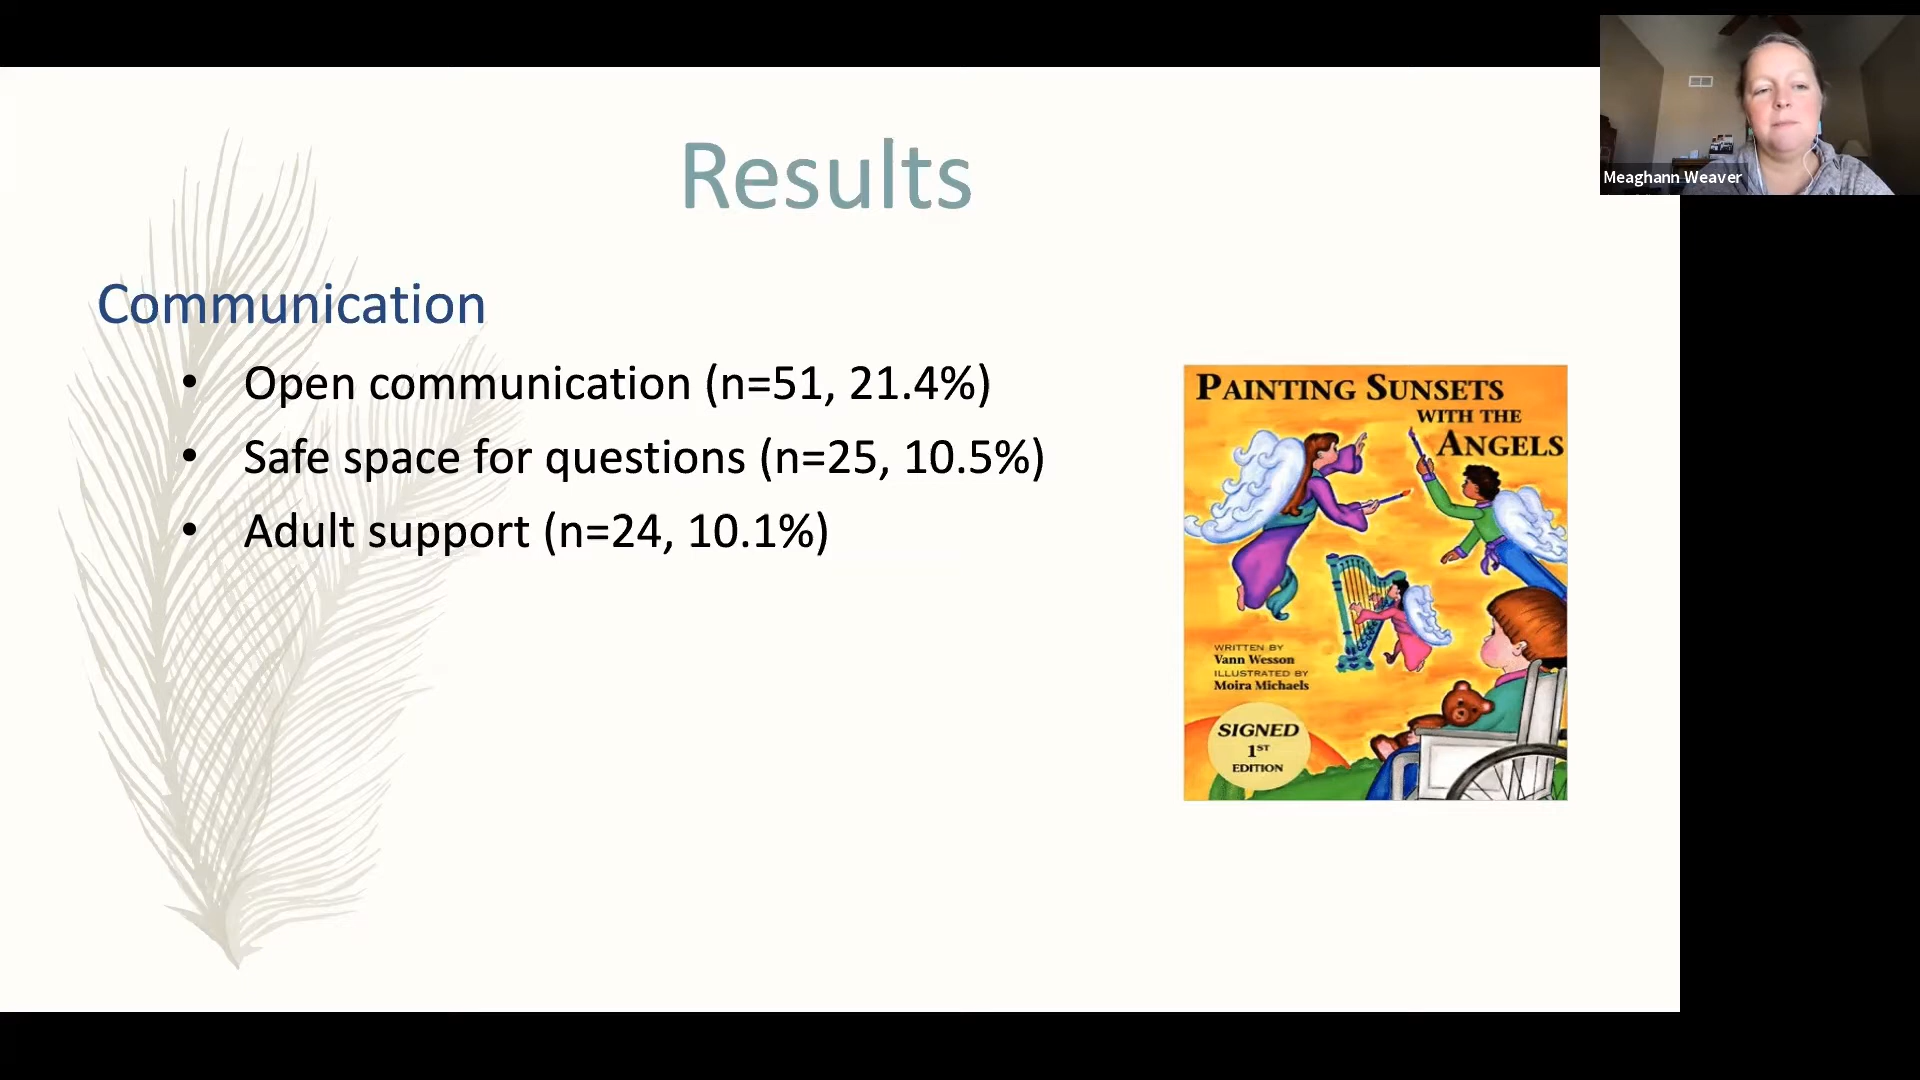 Results
Communication
• Open communication (n=51, 21.4%)
• Safe space for questions (n=25, 10.5%)
• Adult support (n=24, 10.1%)
PAINTING SUNSETS
WITH THE
ANGELS
WRITTEN BY
Vann Wesson
ILLUSTRATED BY
Moira Michaels
SIGNED
1ST
EDITION
Meaghann Weaver